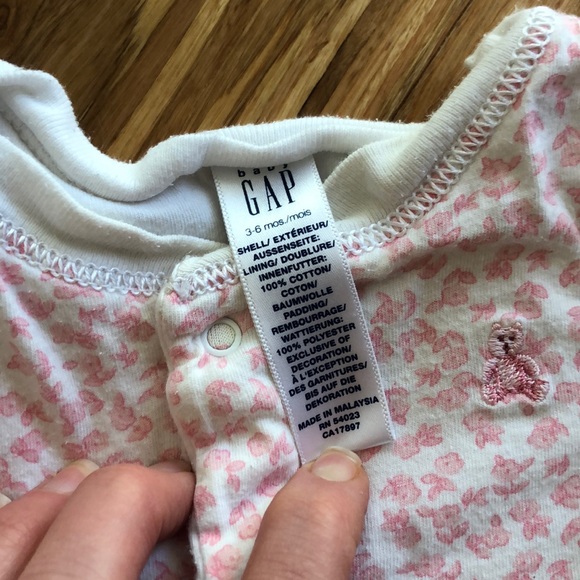 baby
GAP
3-6 mos./mois
SHELL/ EXTÉRIEUR/
AUSSENSEITE:
LINING/ DOUBLURE/
INNENFUTTER:
100% COTTON/
COTON/
BAUMWOLLE
PADDING/
REMBOURRAGE/
WATTIERUNG:
100% POLYESTER
EXCLUSIVE OF
DECORATION/
À L'EXCEPTION
DES GARNITURES/
BIS AUF DIE
DEKORATION
MADE IN MALAYSIA
RN 54023
CA17897